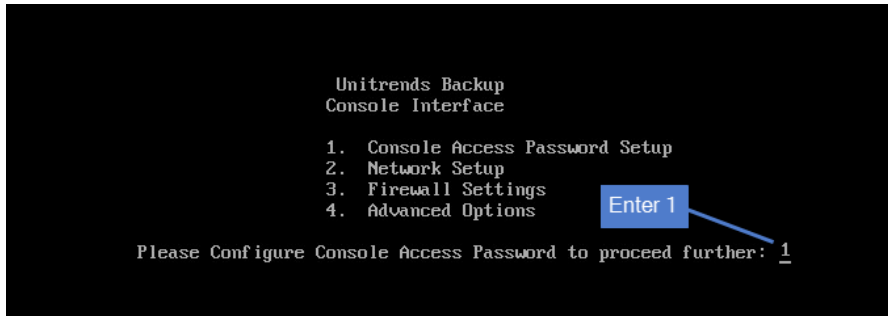 Unitrends Backup
Console Interface
1. Console Access Password Setup
2. Network Setup
3. Firewall Settings
4. Advanced Options
Enter 1
Please Configure Console Access Password to proceed further: 1